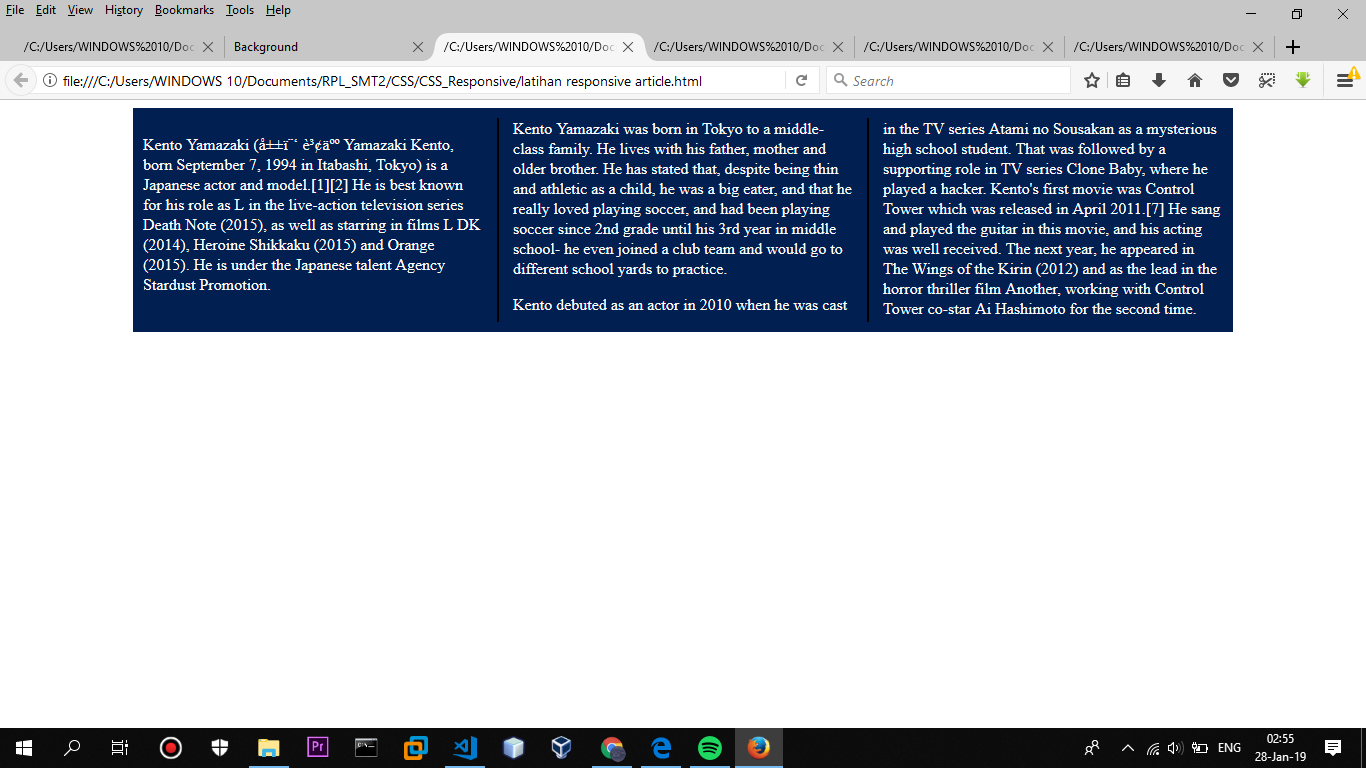 File Edit View History Bookmarks Tools Help
/C:/Users/WINDOWS%2010/Doc
Background
/C:/Users/WINDOWS%2010/Doc
/C:/Users/WINDOWS%2010/Doc
/C:/Users/WINDOWS%2010/Doc
/C:/Users/WINDOWS%2010/Doc
file:///C:/Users/WINDOWS 10/Documents/RPL_SMT2/CSS/CSS_Responsive/latihan responsive article.html
Search
Kento Yamazaki (å±±ï¨‘ è³¢äºº Yamazaki Kento,
born September 7, 1994 in Itabashi, Tokyo) is a
Japanese actor and model.[1][2] He is best known
for his role as L in the live-action television series
Death Note (2015), as well as starring in films L DK
(2014), Heroine Shikkaku (2015) and Orange
(2015). He is under the Japanese talent Agency
Stardust Promotion.
Kento Yamazaki was born in Tokyo to a middle-
class family. He lives with his father, mother and
older brother. He has stated that, despite being thin
and athletic as a child, he was a big eater, and that he
really loved playing soccer, and had been playing
soccer since 2nd grade until his 3rd year in middle
school- he even joined a club team and would go to
different school yards to practice.
Kento debuted as an actor in 2010 when he was cast
in the TV series Atami no Sousakan as a mysterious
high school student. That was followed by a
supporting role in TV series Clone Baby, where he
played a hacker. Kento's first movie was Control
Tower which was released in April 2011.[7] He sang
and played the guitar in this movie, and his acting
was well received. The next year, he appeared in
The Wings of the Kirin (2012) and as the lead in the
horror thriller film Another, working with Control
Tower co-star Ai Hashimoto for the second time.
Pr
ENG
02:55
28-Jan-19